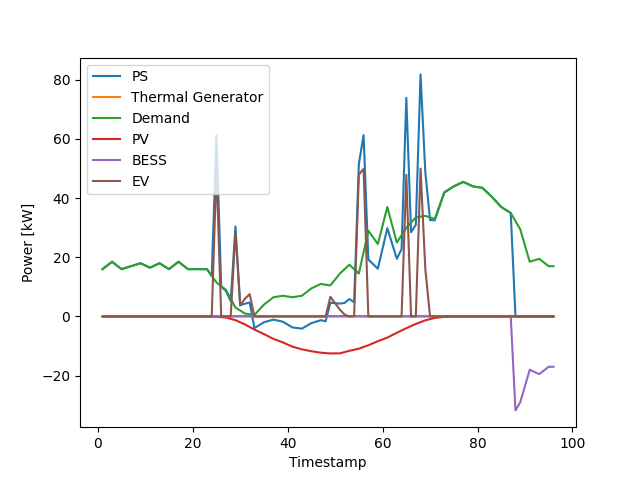 PS
Thermal Generator
Demand
PV
BESS
EV
80
60
40
20
0
−20
Power [kW]
0 20 40 60 80 100
Timestamp